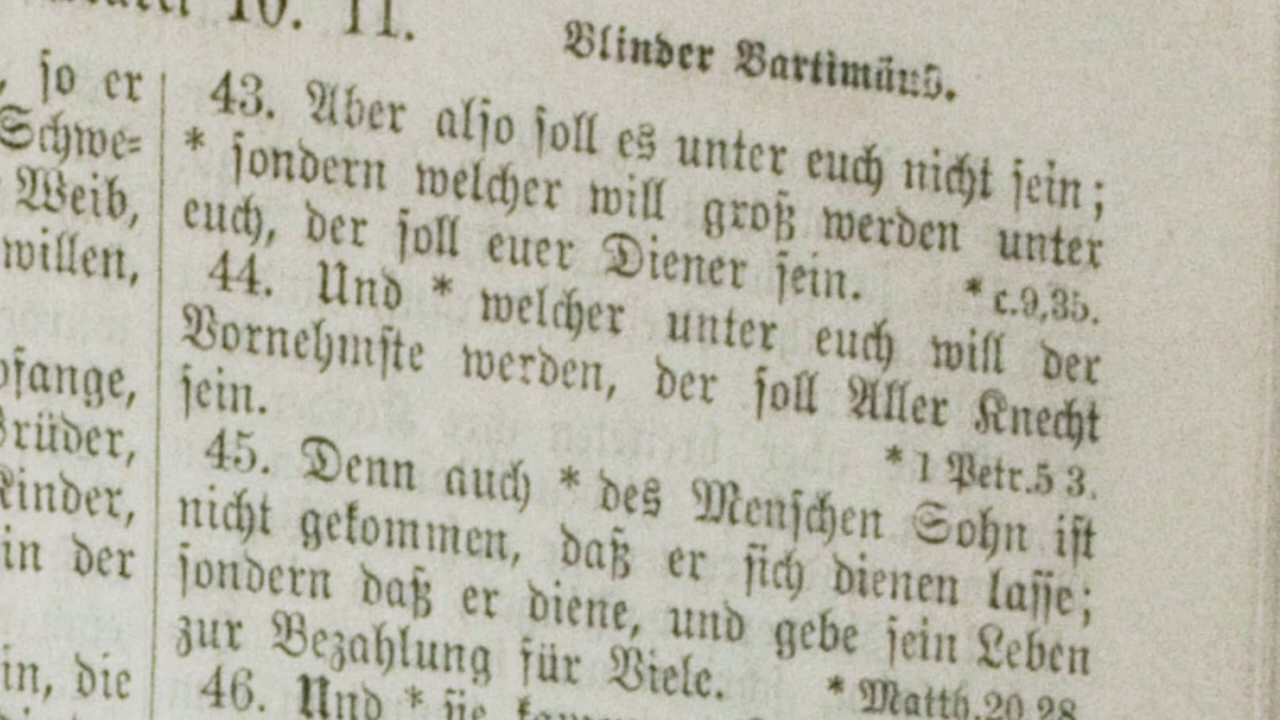 10. 11.
Blinder Bartimäus.
, so er
Schwe=
Weib,
willen,
Brüder,
Kinder,
in der
in, die
43. Aber also soll es unter euch nicht sein;
* sondern welcher will groß werden unter
euch, der soll euer Diener sein. * c.9,35.
44. Und * welcher unter euch will der
Vornehmste werden, der soll Aller Knecht
sein.
* 1 Petr.5 3.
45. Denn auch * des Menschen Sohn ist
nicht gekommen, daß er sich dienen lasse;
sondern daß er diene, und gebe sein Leben
zur Bezahlung für Viele. * Matth.20,28.
46. Und * sie